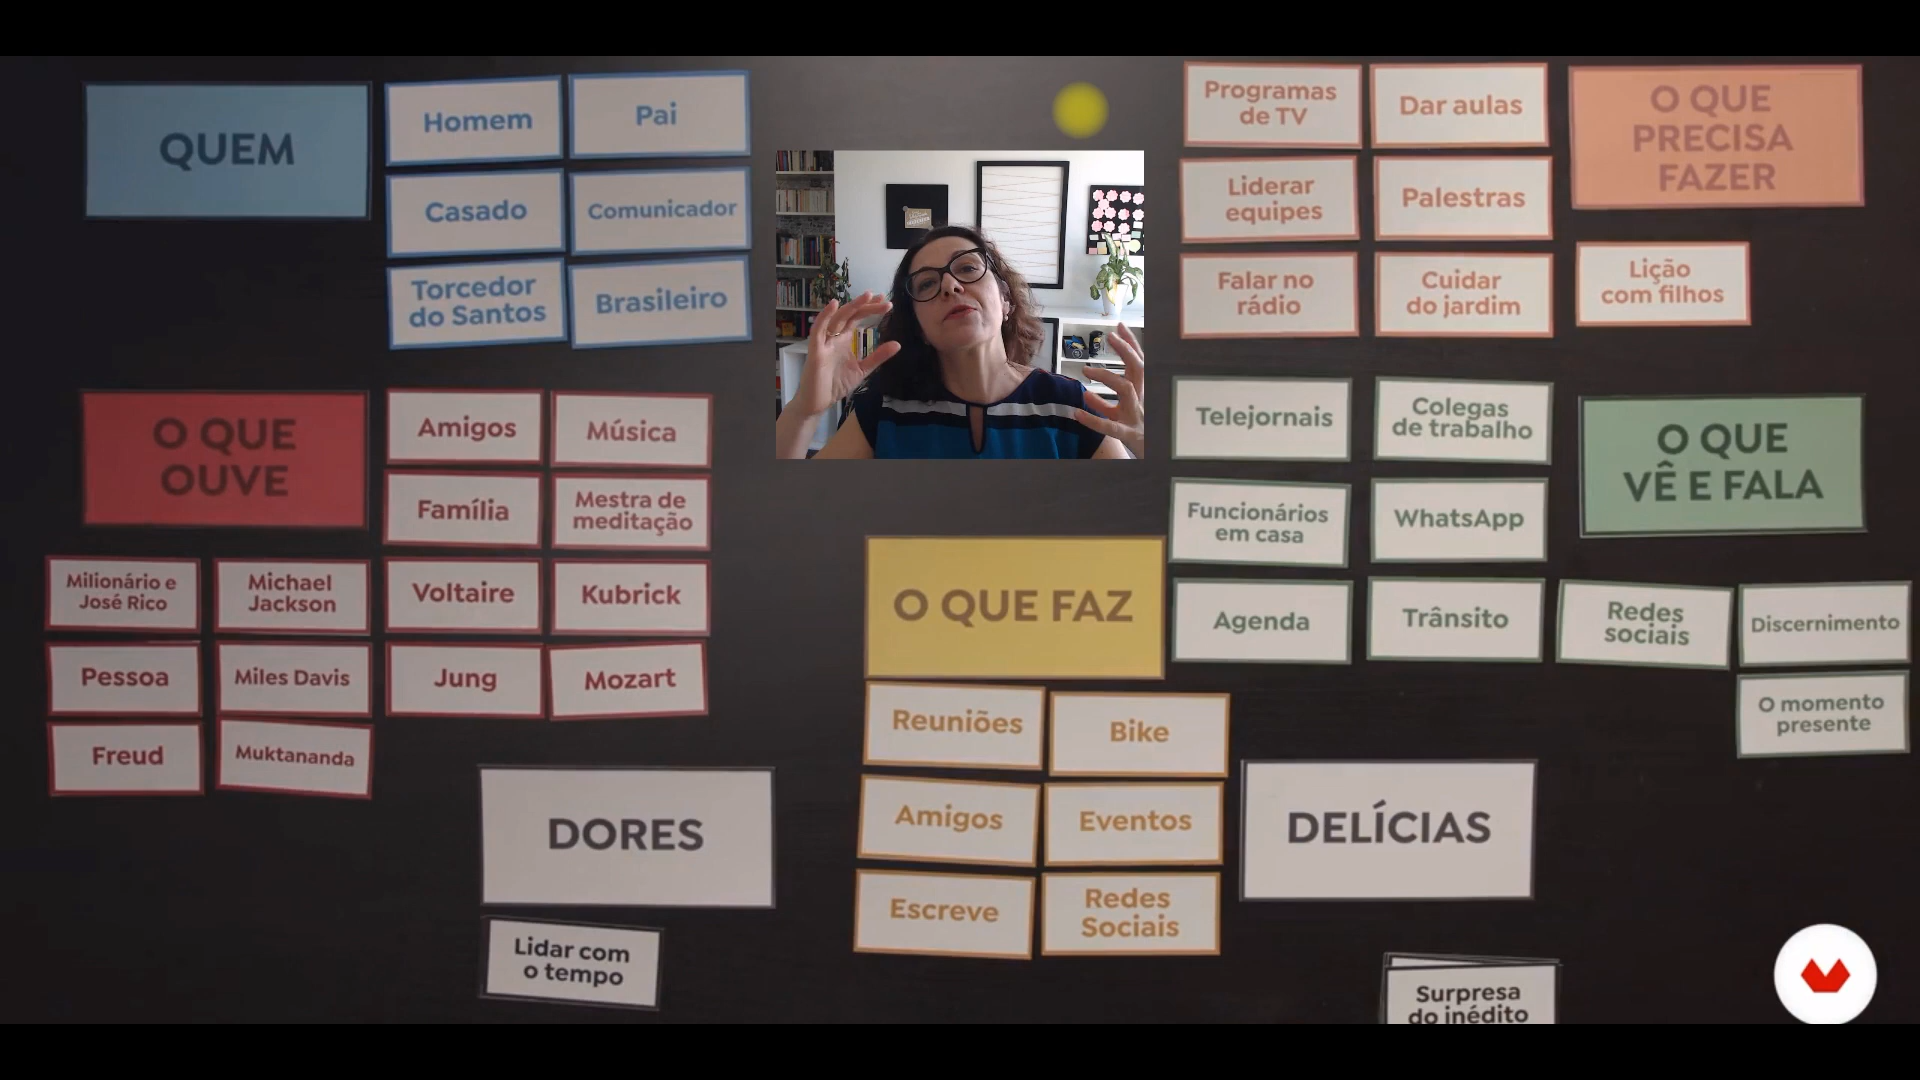 QUEM
Homem
Pai
Casado
Comunicador
Torcedor
do Santos
Brasileiro
Programas
de TV
Dar aulas
Liderar
equipes
Palestras
Falar no
rádio
Cuidar
do jardim
O QUE
PRECISA
FAZER
Lição
com filhos
O QUE
OUVE
Amigos
Música
Família
Mestra de
meditação
Milionário e
José Rico
Michael
Jackson
Voltaire
Kubrick
Pessoa
Miles Davis
Jung
Mozart
Freud
Muktananda
Telejornais
Colegas
de trabalho
O QUE
VÊ E FALA
Funcionários
em casa
WhatsApp
Agenda
Trânsito
Redes
sociais
Discernimento
O momento
presente
O QUE FAZ
Reuniões
Bike
Amigos
Eventos
Escreve
Redes
Sociais
DORES
Lidar com
o tempo
DELÍCIAS
Surpresa
do inédito